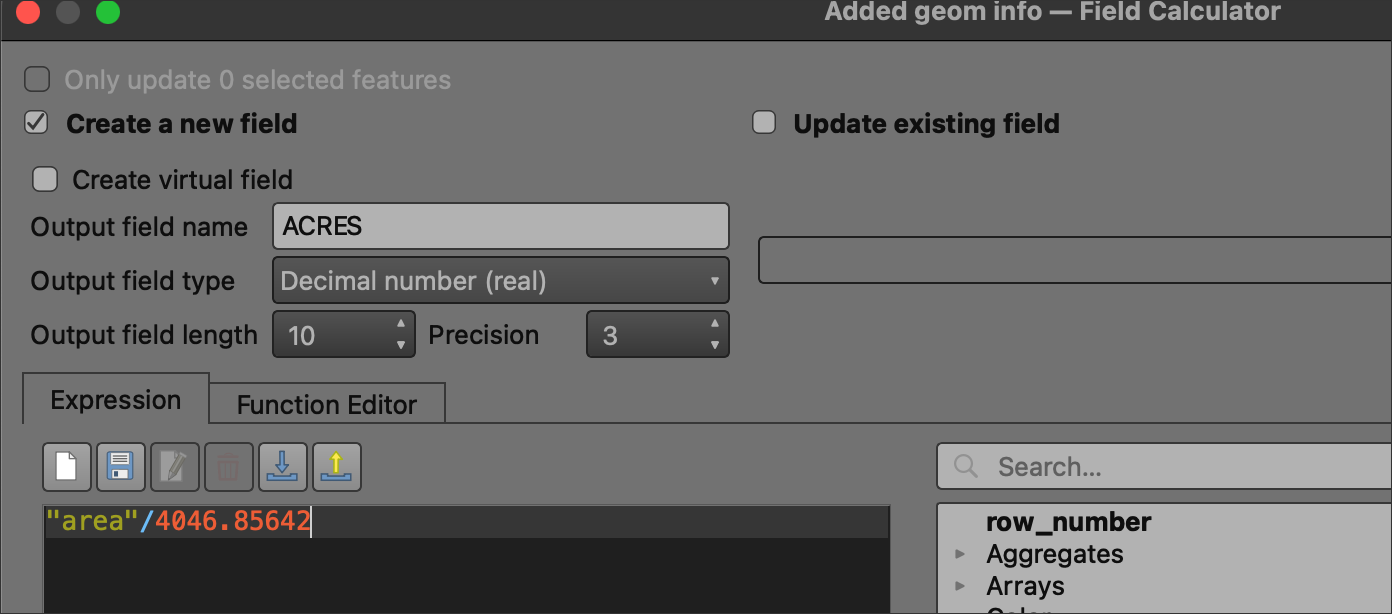 Added geom info — Field Calculator
Only update 0 selected features
Create a new field
Update existing field
Create virtual field
Output field name ACRES
Output field type Decimal number (real)
Output field length 10 Precision 3
Expression Function Editor
Search...
"area"/4046.85642
row_number
Aggregates
Arrays
Color